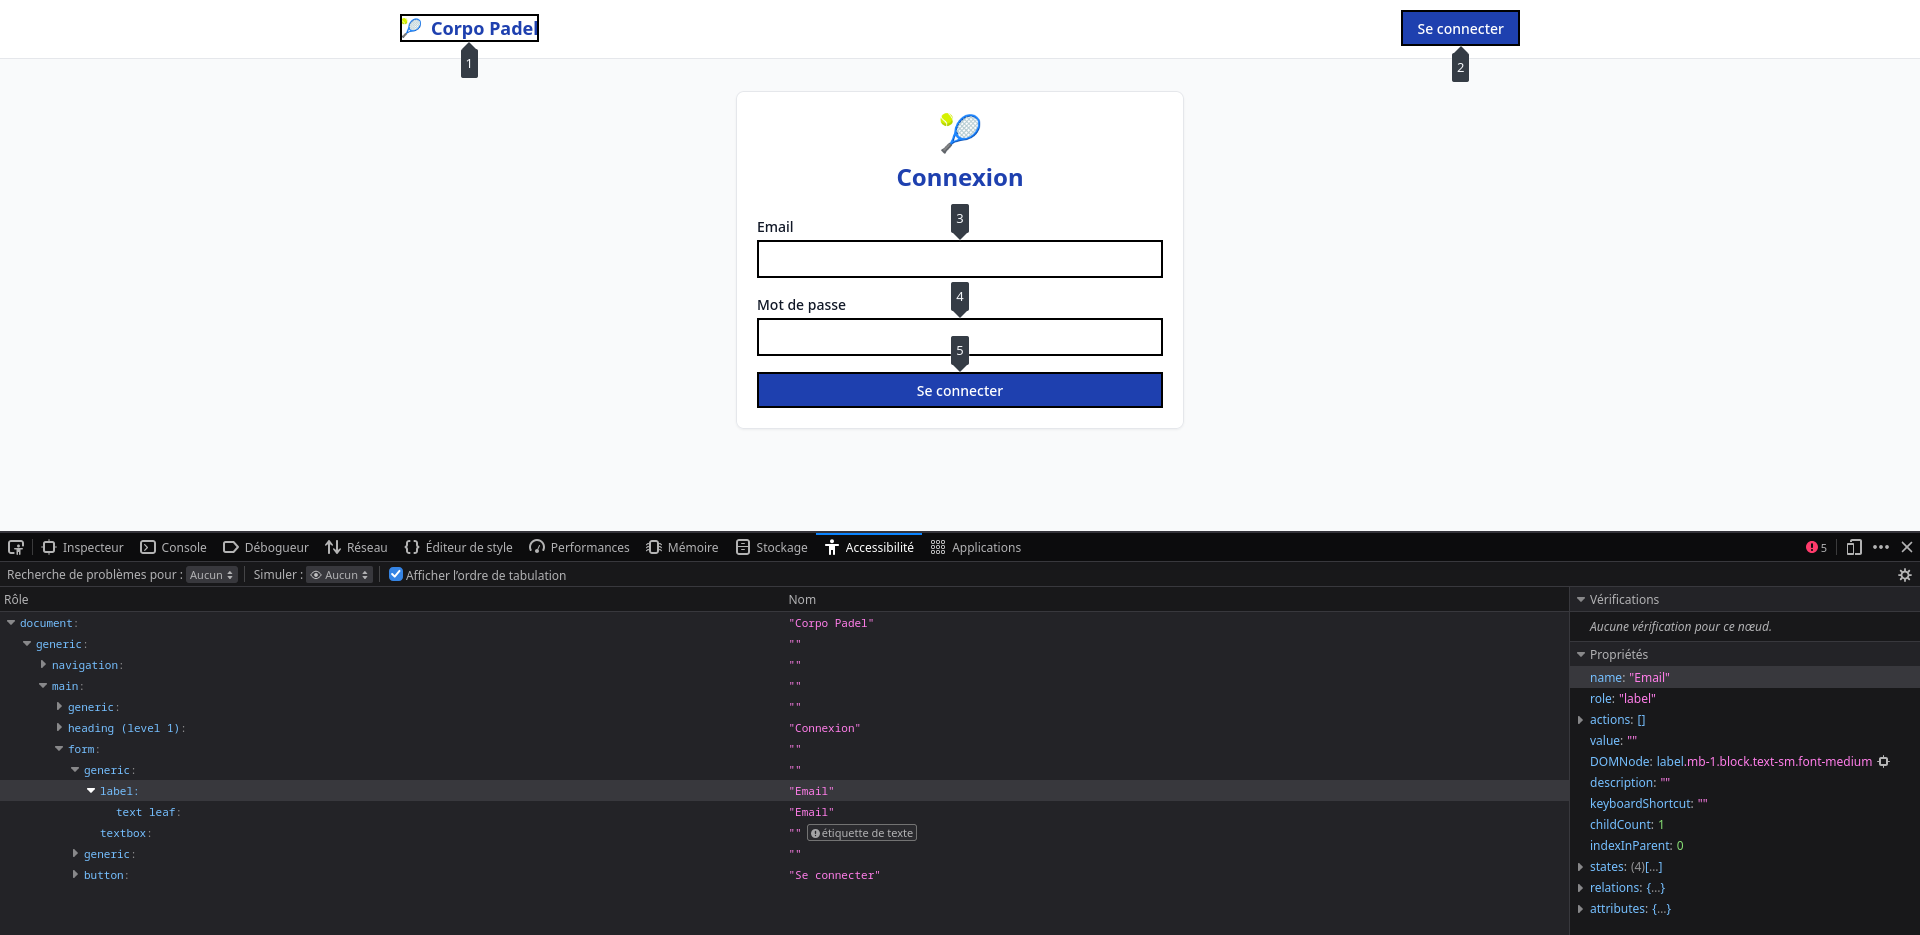 Corpo Padel
Se connecter
1
2
Connexion
3
Email
4
Mot de passe
5
Se connecter
Inspecteur Console Débogueur Réseau Éditeur de style Performances Mémoire Stockage Accessibilité Applications 5
Recherche de problèmes pour : Aucun Simuler : Aucun Afficher l'ordre de tabulation
Rôle Nom
document: "Corpo Padel"
generic: ""
navigation: ""
main: ""
generic: ""
heading (level 1): "Connexion"
form: ""
generic: ""
label: "Email"
text leaf: "Email"
textbox: "" étiquette de texte
generic: ""
button: "Se connecter"
Vérifications
Aucune vérification pour ce nœud.
Propriétés
name: "Email"
role: "label"
actions: []
value: ""
DOMNode: label.mb-1.block.text-sm.font-medium
description: ""
keyboardShortcut: ""
childCount: 1
indexInParent: 0
states: (4)[…]
relations: {…}
attributes: {…}